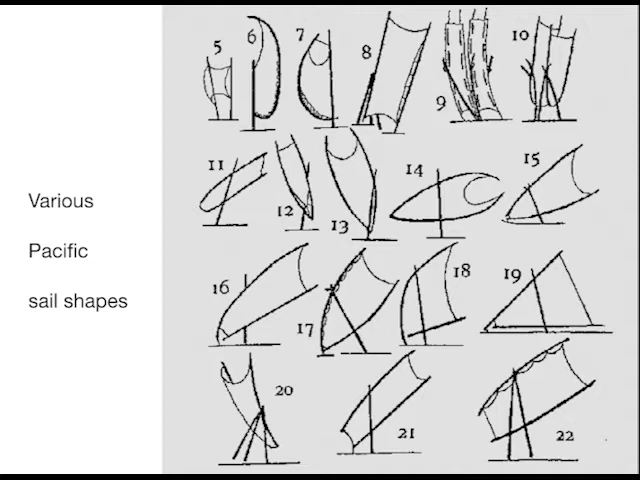 Various
Pacific
sail shapes
5 6 7 8 9 10
11 12 13 14 15
16 17 18 19
20 21 22